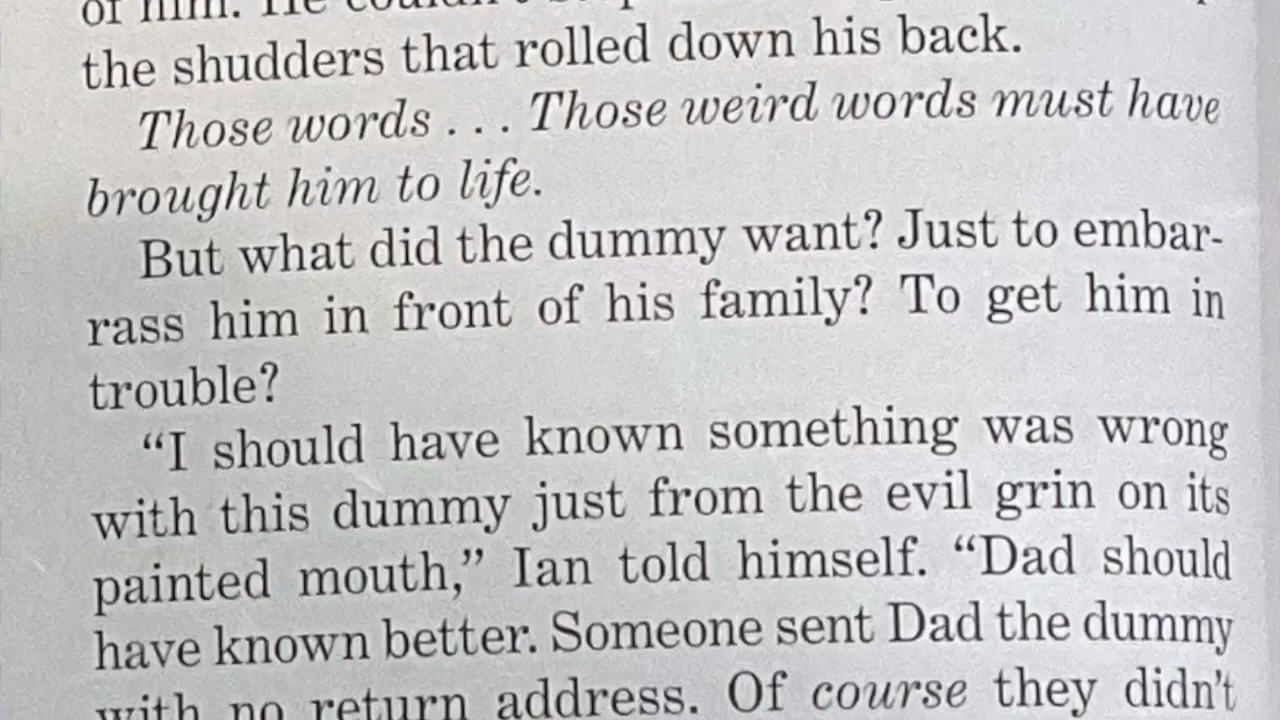 of him. He couldn't
the shudders that rolled down his back.
Those words . . . Those weird words must have
brought him to life.
But what did the dummy want? Just to embar-
rass him in front of his family? To get him in
trouble?
“I should have known something was wrong
with this dummy just from the evil grin on its
painted mouth,” Ian told himself. “Dad should
have known better. Someone sent Dad the dummy
with no return address. Of course they didn't